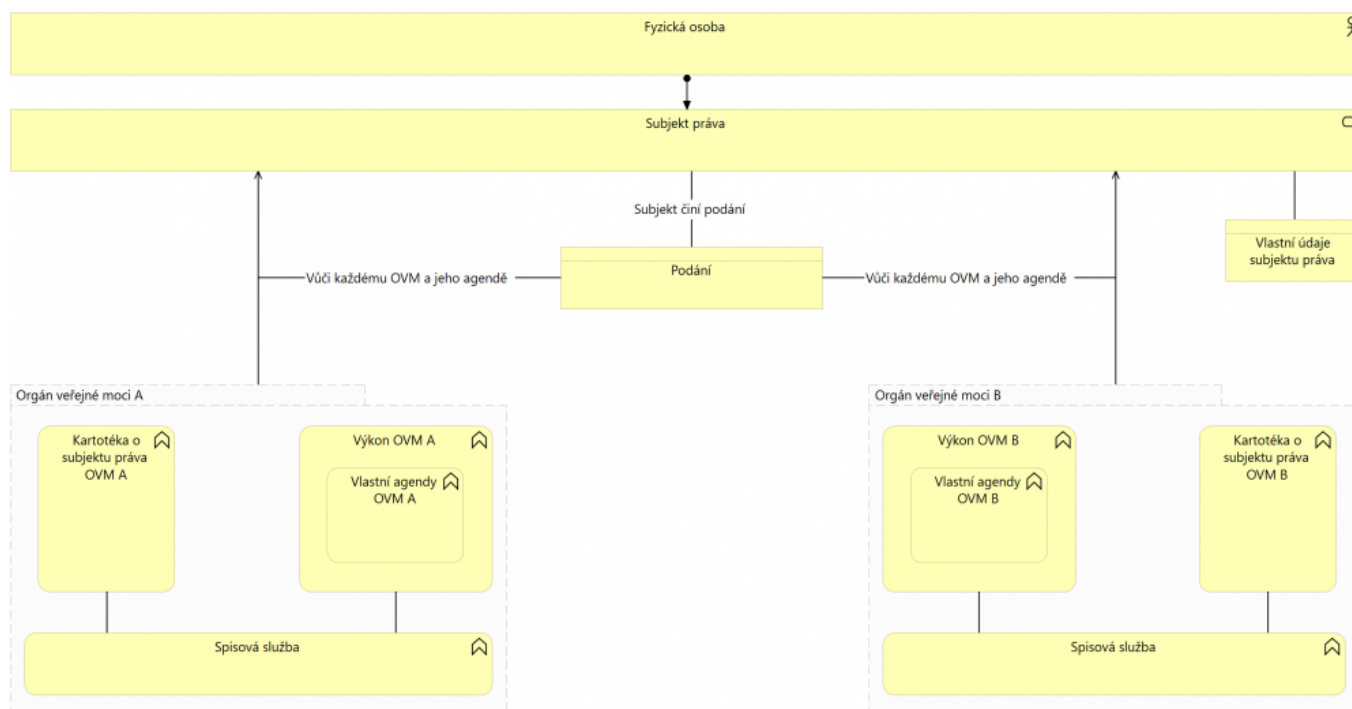 Fyzická osoba
Subjekt práva
Subjekt činí podání
Vlastní údaje
subjektu práva
Podání
Vůči každému OVM a jeho agendě
Vůči každému OVM a jeho agendě
Orgán veřejné moci A
Kartotéka o
subjektu práva
OVM A
Výkon OVM A
Vlastní agendy
OVM A
Spisová služba
Orgán veřejné moci B
Výkon OVM B
Vlastní agendy
OVM B
Kartotéka o
subjektu práva
OVM B
Spisová služba